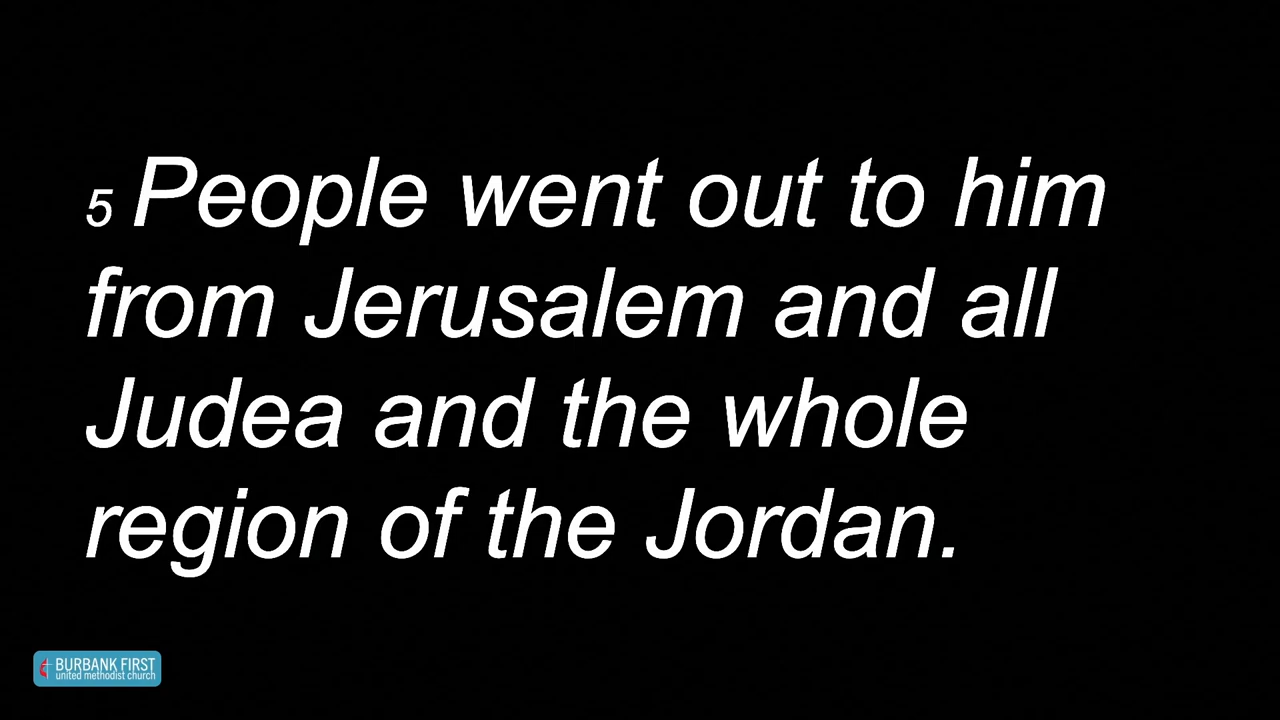 5 People went out to him
from Jerusalem and all
Judea and the whole
region of the Jordan.
BURBANK FIRST
united methodist church